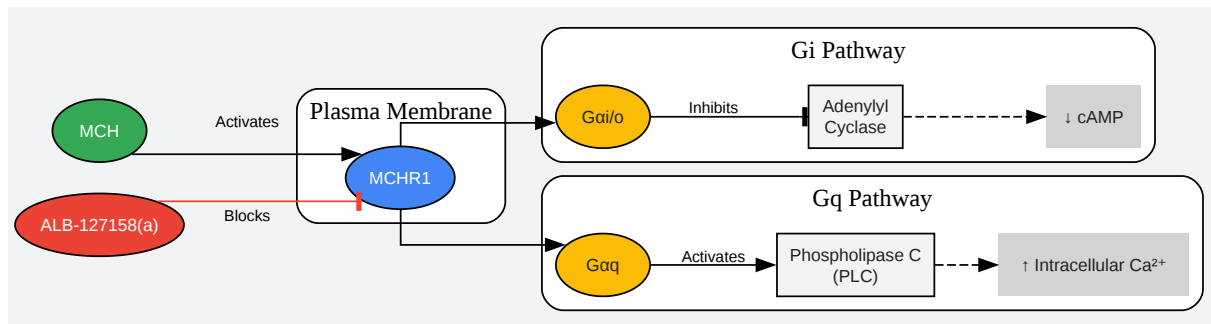 MCH
Activates
ALB-127158(a)
Blocks
Plasma Membrane
MCHR1
Gi Pathway
Gαi/o
Inhibits
Adenylyl
Cyclase
↓ cAMP
Gq Pathway
Gαq
Activates
Phospholipase C
(PLC)
↑ Intracellular Ca²⁺